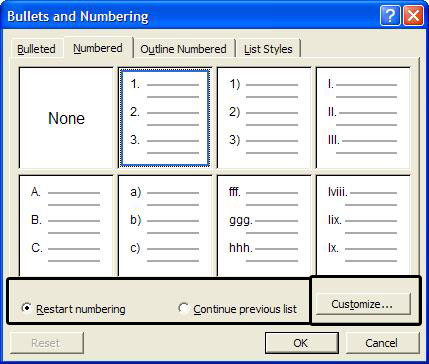 Bullets and Numbering
Bulleted Numbered Outline Numbered List Styles
None
1.
2.
3.
1)
2)
3)
I.
II.
III.
A.
B.
C.
a)
b)
c)
fff.
ggg.
hhh.
lviii.
lix.
lx.
Restart numbering Continue previous list Customize...
Reset OK Cancel